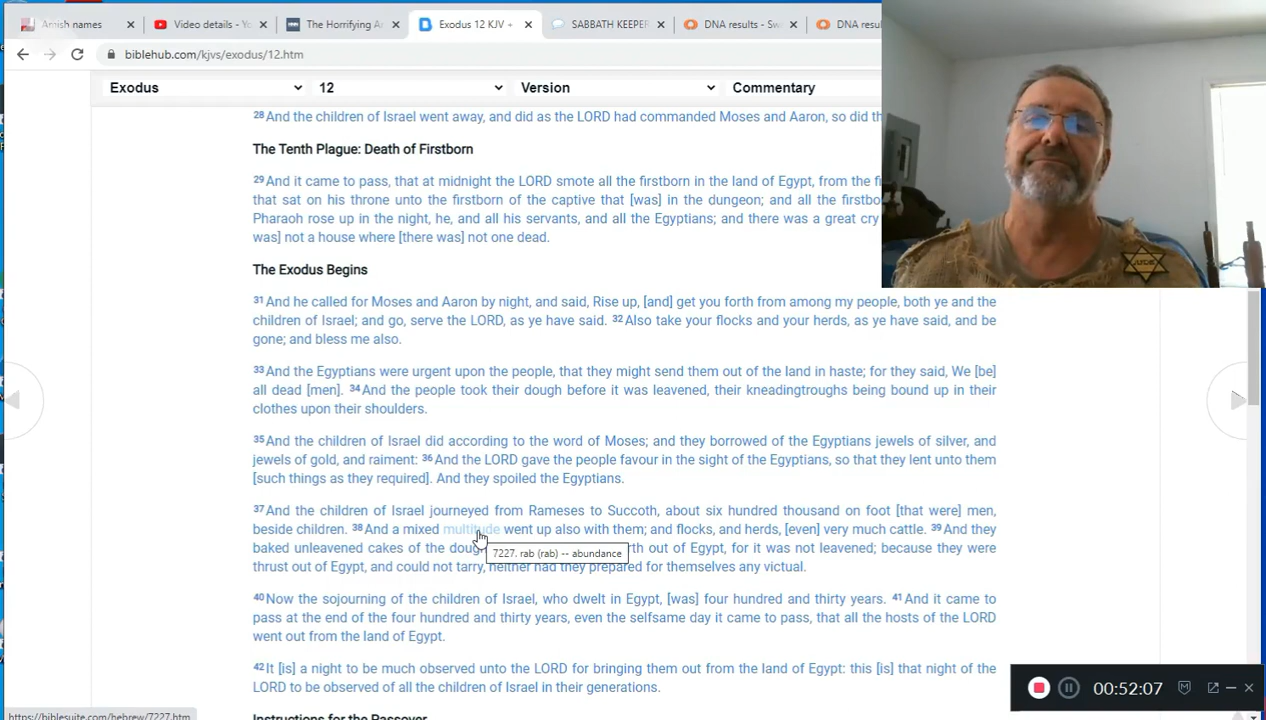 Amish names
Video details - Yo
The Horrifying Ar
Exodus 12 KJV +
SABBATH KEEPER
DNA results - Sw
DNA resul
biblehub.com/kjvs/exodus/12.htm
Exodus
12
Version
Commentary
28 And the children of Israel went away, and did as the LORD had commanded Moses and Aaron, so did th
The Tenth Plague: Death of Firstborn
29 And it came to pass, that at midnight the LORD smote all the firstborn in the land of Egypt, from the fi
that sat on his throne unto the firstborn of the captive that [was] in the dungeon; and all the firstbor
Pharaoh rose up in the night, he, and all his servants, and all the Egyptians; and there was a great cry
was] not a house where [there was] not one dead.
The Exodus Begins
31 And he called for Moses and Aaron by night, and said, Rise up, [and] get you forth from among my people, both ye and the
children of Israel; and go, serve the LORD, as ye have said. 32 Also take your flocks and your herds, as ye have said, and be
gone; and bless me also.
33 And the Egyptians were urgent upon the people, that they might send them out of the land in haste; for they said, We [be]
all dead [men]. 34 And the people took their dough before it was leavened, their kneadingtroughs being bound up in their
clothes upon their shoulders.
35 And the children of Israel did according to the word of Moses; and they borrowed of the Egyptians jewels of silver, and
jewels of gold, and raiment: 36 And the LORD gave the people favour in the sight of the Egyptians, so that they lent unto them
[such things as they required]. And they spoiled the Egyptians.
37 And the children of Israel journeyed from Rameses to Succoth, about six hundred thousand on foot [that were] men,
beside children. 38 And a mixed multitude went up also with them; and flocks, and herds, [even] very much cattle. 39 And they
baked unleavened cakes of the doug rth out of Egypt, for it was not leavened; because they were
7227. rab (rab) -- abundance
thrust out of Egypt, and could not tarry, neither had they prepared for themselves any victual.
40 Now the sojourning of the children of Israel, who dwelt in Egypt, [was] four hundred and thirty years. 41 And it came to
pass at the end of the four hundred and thirty years, even the selfsame day it came to pass, that all the hosts of the LORD
went out from the land of Egypt.
42 It [is] a night to be much observed unto the LORD for bringing them out from the land of Egypt: this [is] that night of the
LORD to be observed of all the children of Israel in their generations.
00:52:07
https://biblesuite.com/hebrew/7227.htm
Instructions for the Passover